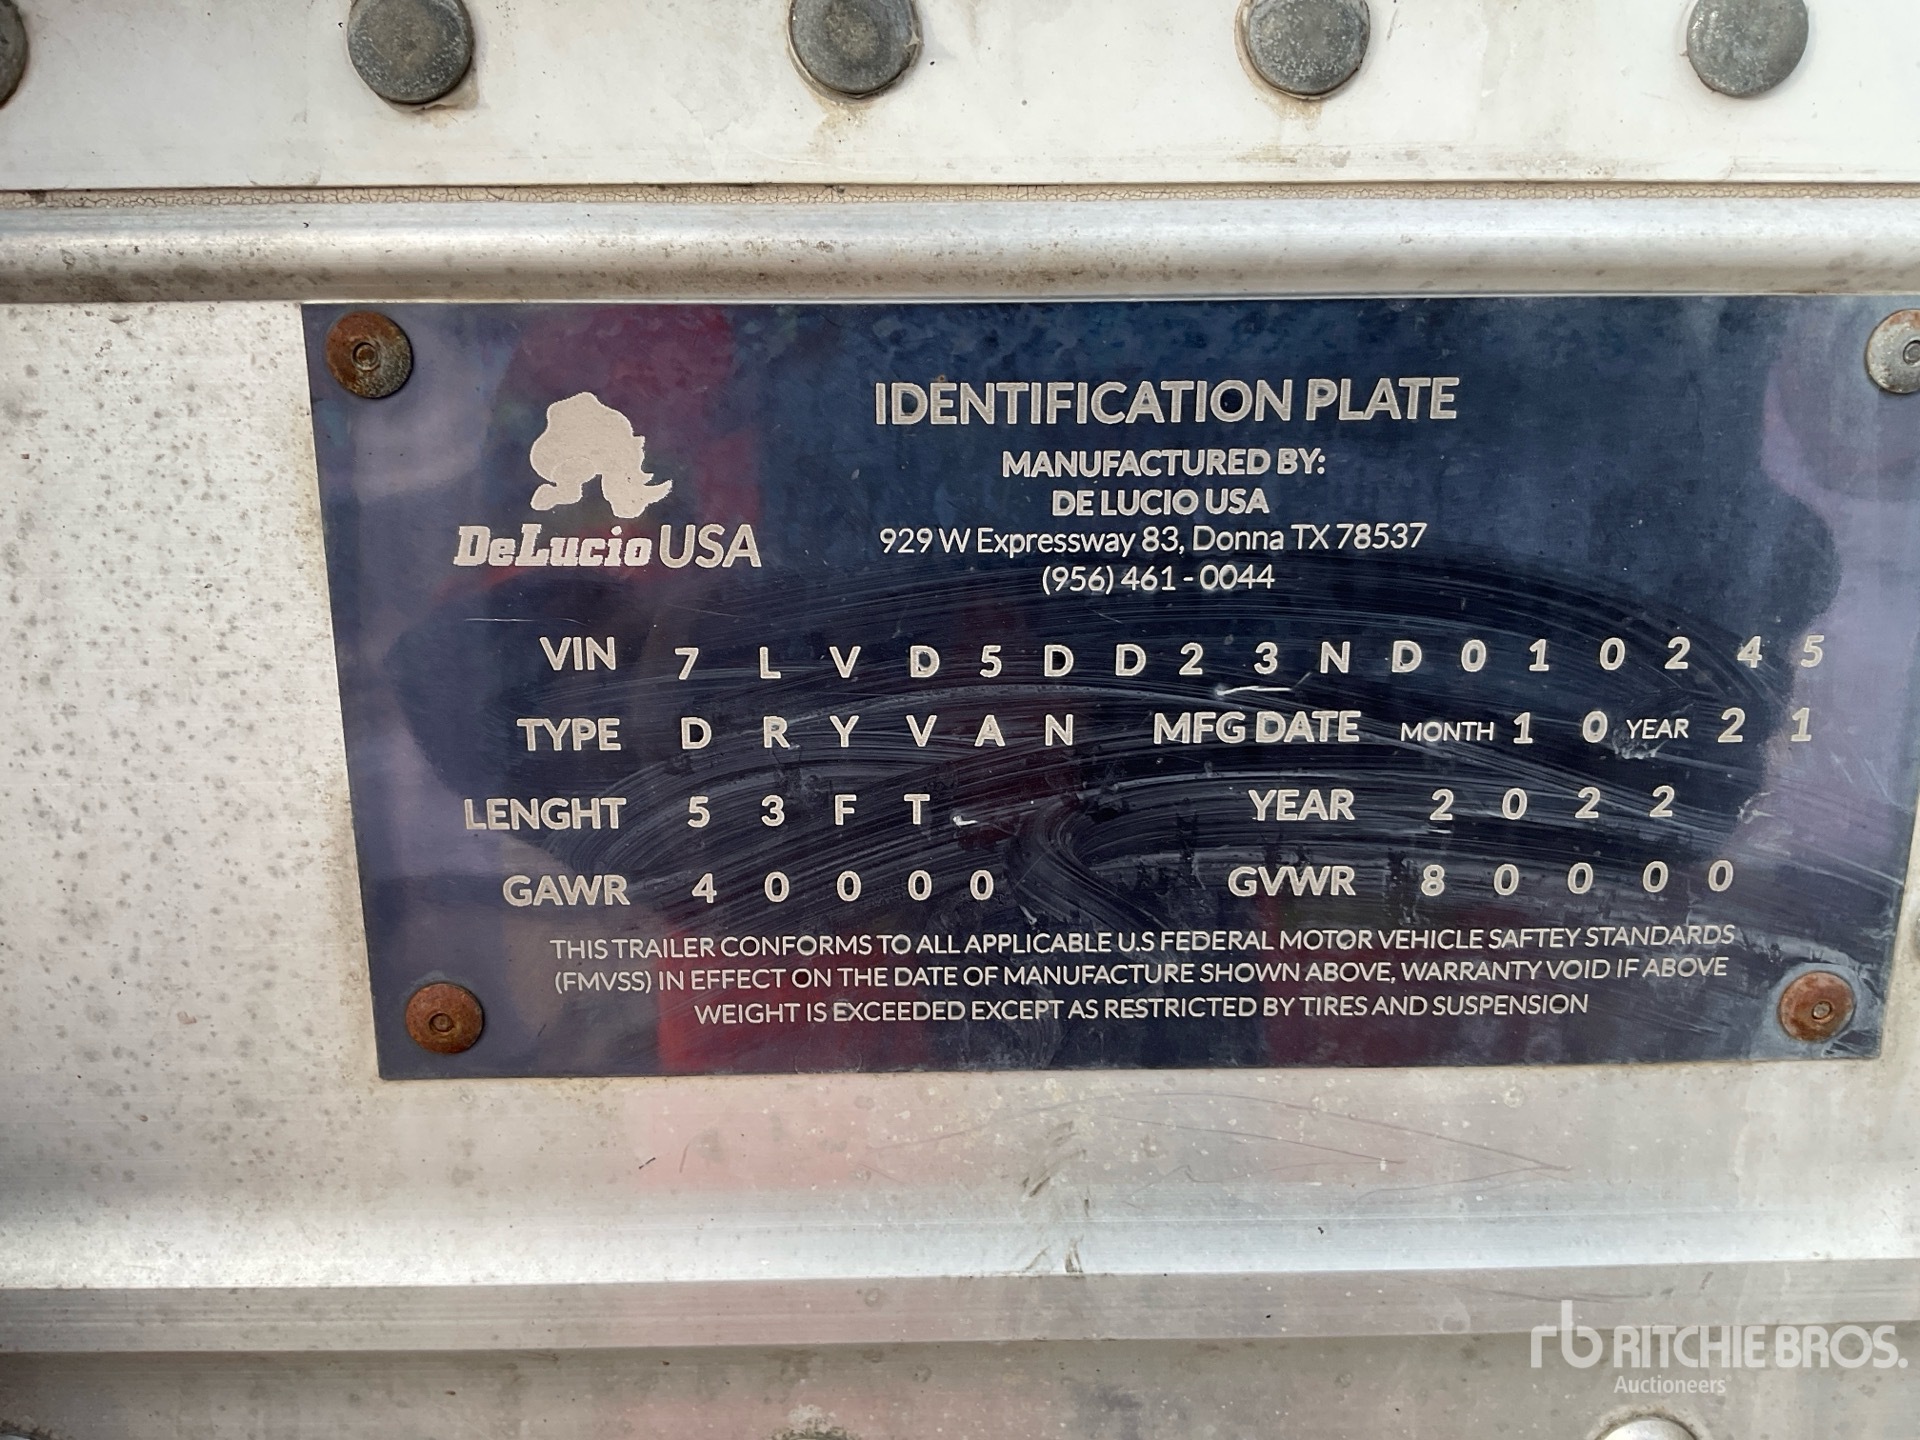 IDENTIFICATION PLATE
MANUFACTURED BY:
DE LUCIO USA
929 W Expressway 83, Donna TX 78537
(956) 461 - 0044
DeLucio USA
VIN 7 L V D 5 D D 2 3 N D 0 1 0 2 4 5
TYPE D R Y V A N MFG DATE MONTH 1 0 YEAR 2 1
LENGHT 5 3 F T YEAR 2 0 2 2
GAWR 4 0 0 0 0 GVWR 8 0 0 0 0
THIS TRAILER CONFORMS TO ALL APPLICABLE U.S FEDERAL MOTOR VEHICLE SAFTEY STANDARDS
(FMVSS) IN EFFECT ON THE DATE OF MANUFACTURE SHOWN ABOVE, WARRANTY VOID IF ABOVE
WEIGHT IS EXCEEDED EXCEPT AS RESTRICTED BY TIRES AND SUSPENSION
rb RITCHIE BROS.
Auctioneers